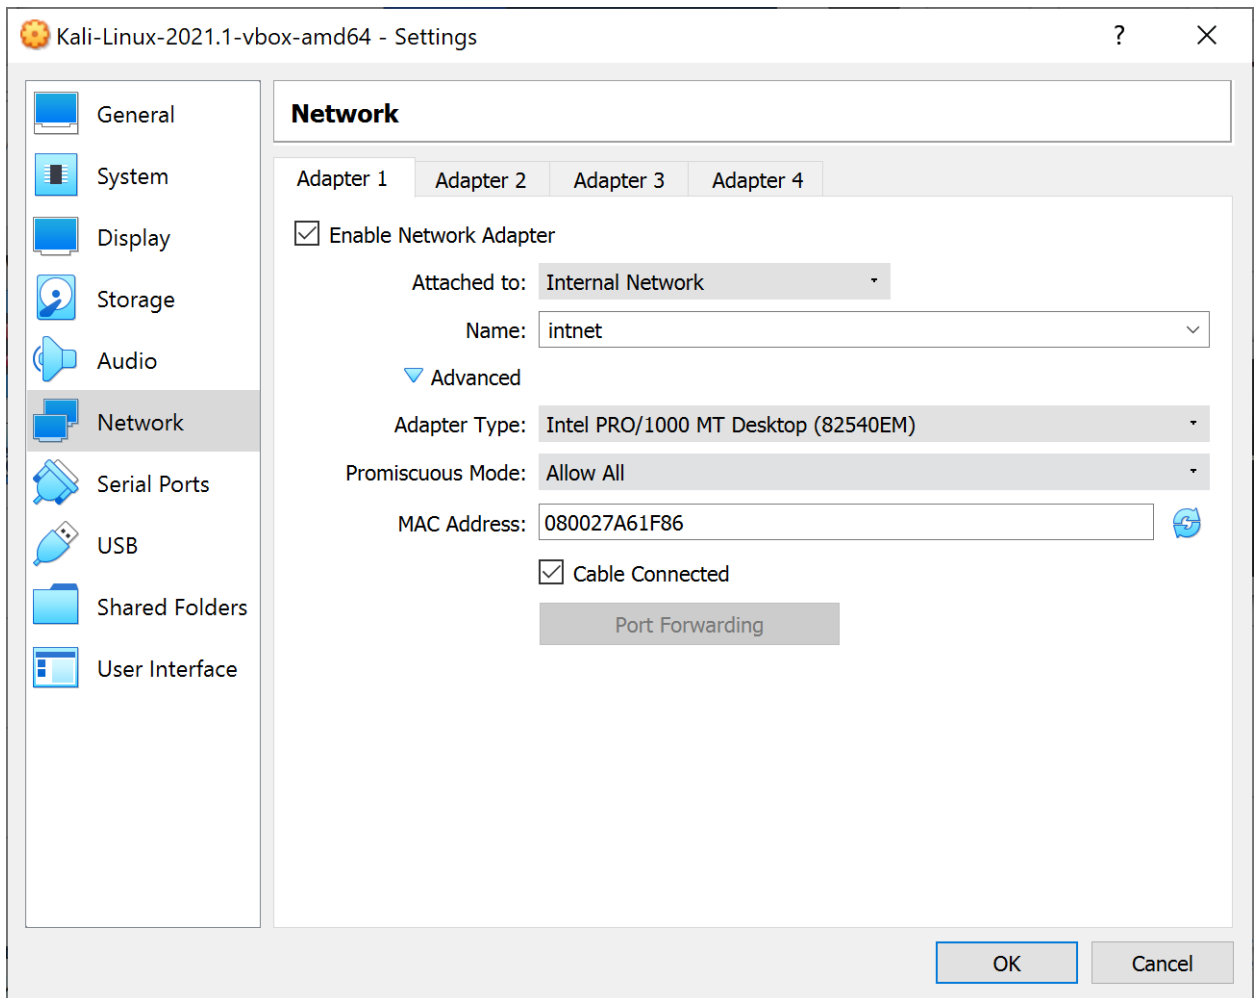 Kali-Linux-2021.1-vbox-amd64 - Settings
?
General
System
Display
Storage
Audio
Network
Serial Ports
USB
Shared Folders
User Interface
Network
Adapter 1
Adapter 2
Adapter 3
Adapter 4
Enable Network Adapter
Attached to: Internal Network
Name: intnet
Advanced
Adapter Type: Intel PRO/1000 MT Desktop (82540EM)
Promiscuous Mode: Allow All
MAC Address: 080027A61F86
Cable Connected
Port Forwarding
OK
Cancel